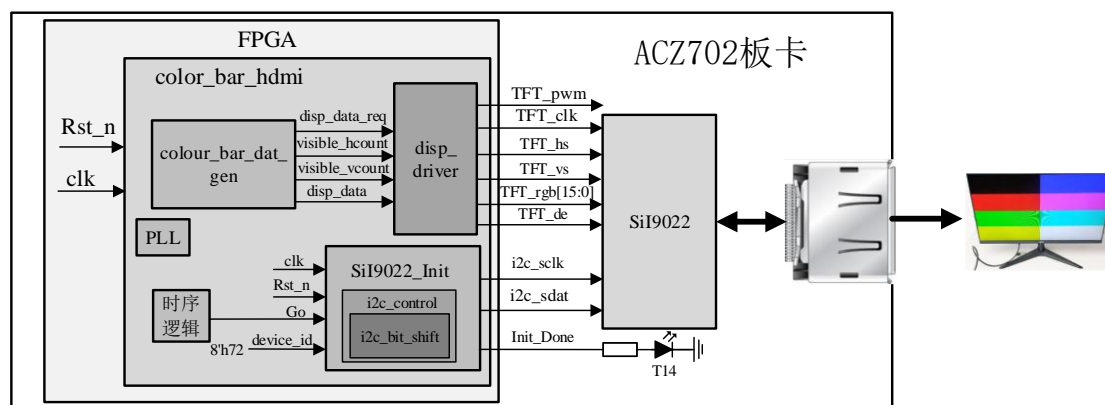 FPGA
ACZ702板卡
color_bar_hdmi
Rst_n
clk
colour_bar_dat_
gen
disp_data_req
visible_hcount
visible_vcount
disp_data
disp_
driver
TFT_pwm
TFT_clk
TFT_hs
TFT_vs
TFT_rgb[15:0]
TFT_de
SiI9022
PLL
时序
逻辑
clk
Rst_n
Go
8'h72
device_id
SiI9022_Init
i2c_control
i2c_bit_shift
i2c_sclk
i2c_sdat
Init_Done
T14